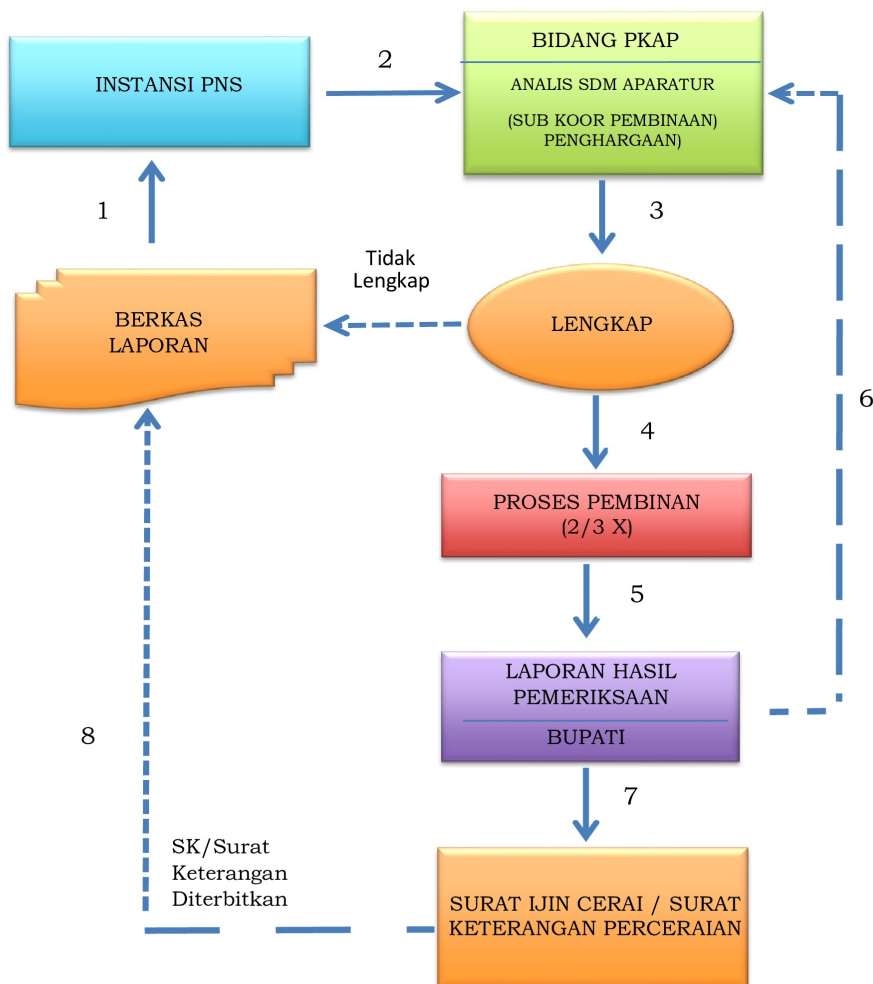 INSTANSI PNS
2
BIDANG PKAP
ANALIS SDM APARATUR
(SUB KOOR PEMBINAAN)
PENGHARGAAN)
1
3
Tidak
Lengkap
BERKAS
LAPORAN
LENGKAP
6
4
PROSES PEMBINAN
(2/3 X)
5
LAPORAN HASIL
PEMERIKSAAN
BUPATI
8
7
SK/Surat
Keterangan
Diterbitkan
SURAT IJIN CERAI / SURAT
KETERANGAN PERCERAIAN